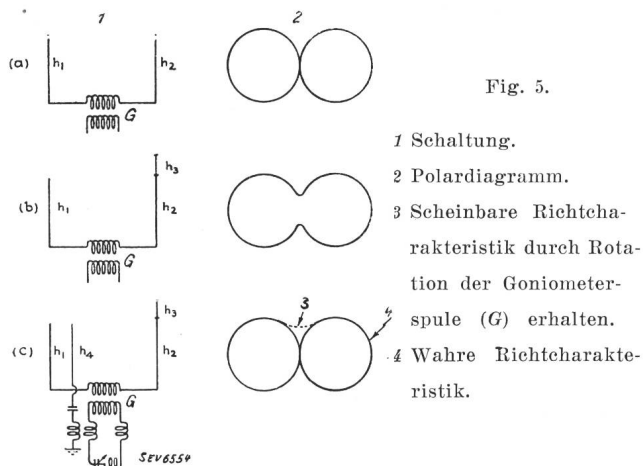 1
2
(a)
h₁
h₂
G
(b)
h₁
h₃
h₂
G
(c)
h₁
h₄
h₃
h₂
G
3
4
SEV6554
Fig. 5.
1 Schaltung.
2 Polardiagramm.
3 Scheinbare Richtcha-
rakteristik durch Rota-
tion der Goniometer-
spule (G) erhalten.
4 Wahre Richtcharakte-
ristik.